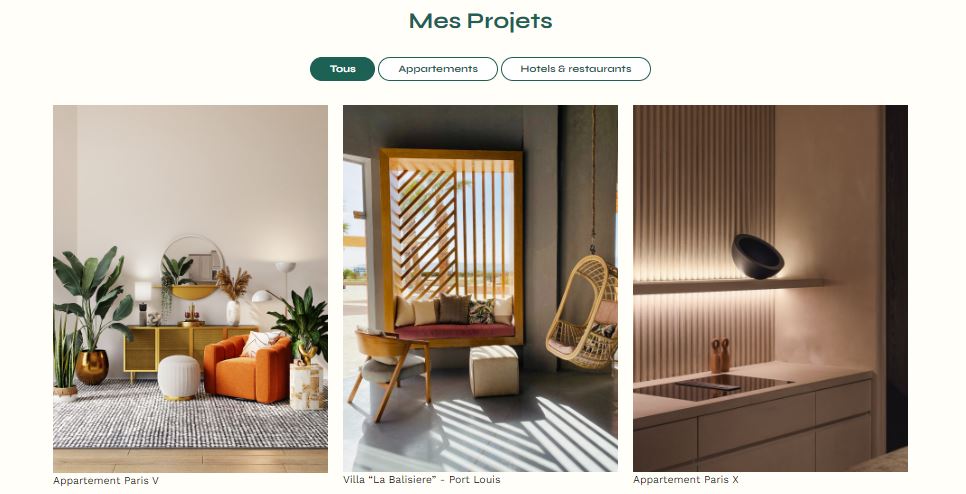 Mes Projets
Tous
Appartements
Hotels & restaurants
Appartement Paris V
Villa “La Balisiere” - Port Louis
Appartement Paris X